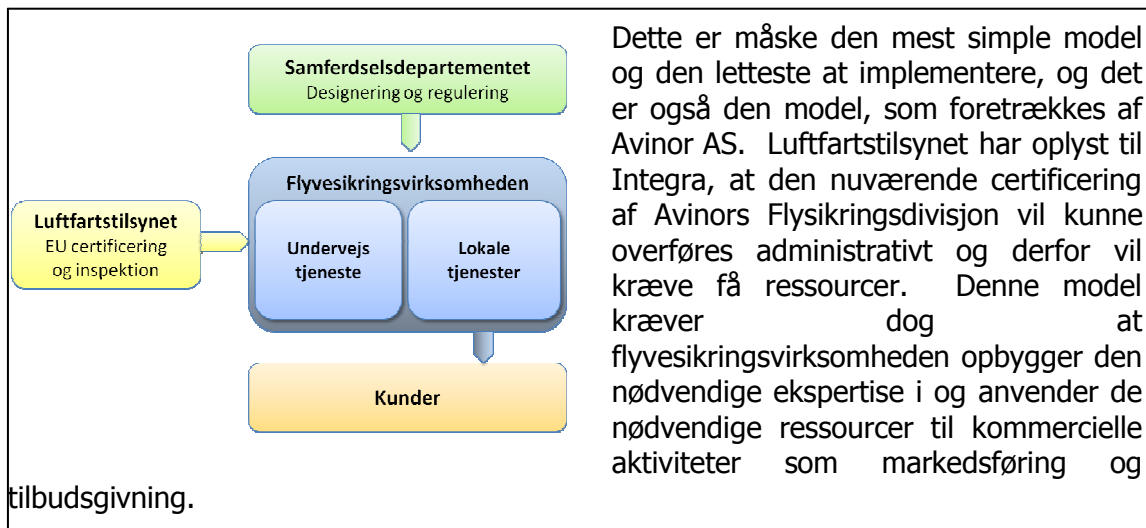 Samferdselsdepartementet
Designering og regulering
Flyvesikringsvirksomheden
Luftfartstilsynet
EU certificering
og inspektion
Undervejs
tjeneste
Lokale
tjenester
Kunder
Dette er måske den mest simple model
og den letteste at implementere, og det
er også den model, som foretrækkes af
Avinor AS. Luftfartstilsynet har oplyst til
Integra, at den nuværende certificering
af Avinors Flysikringsdivisjon vil kunne
overføres administrativt og derfor vil
kræve få ressourcer. Denne model
kræver dog at
flyvesikringsvirksomheden opbygger den
nødvendige ekspertise i og anvender de
nødvendige ressourcer til kommercielle
aktiviteter som markedsføring og
tilbudsgivning.